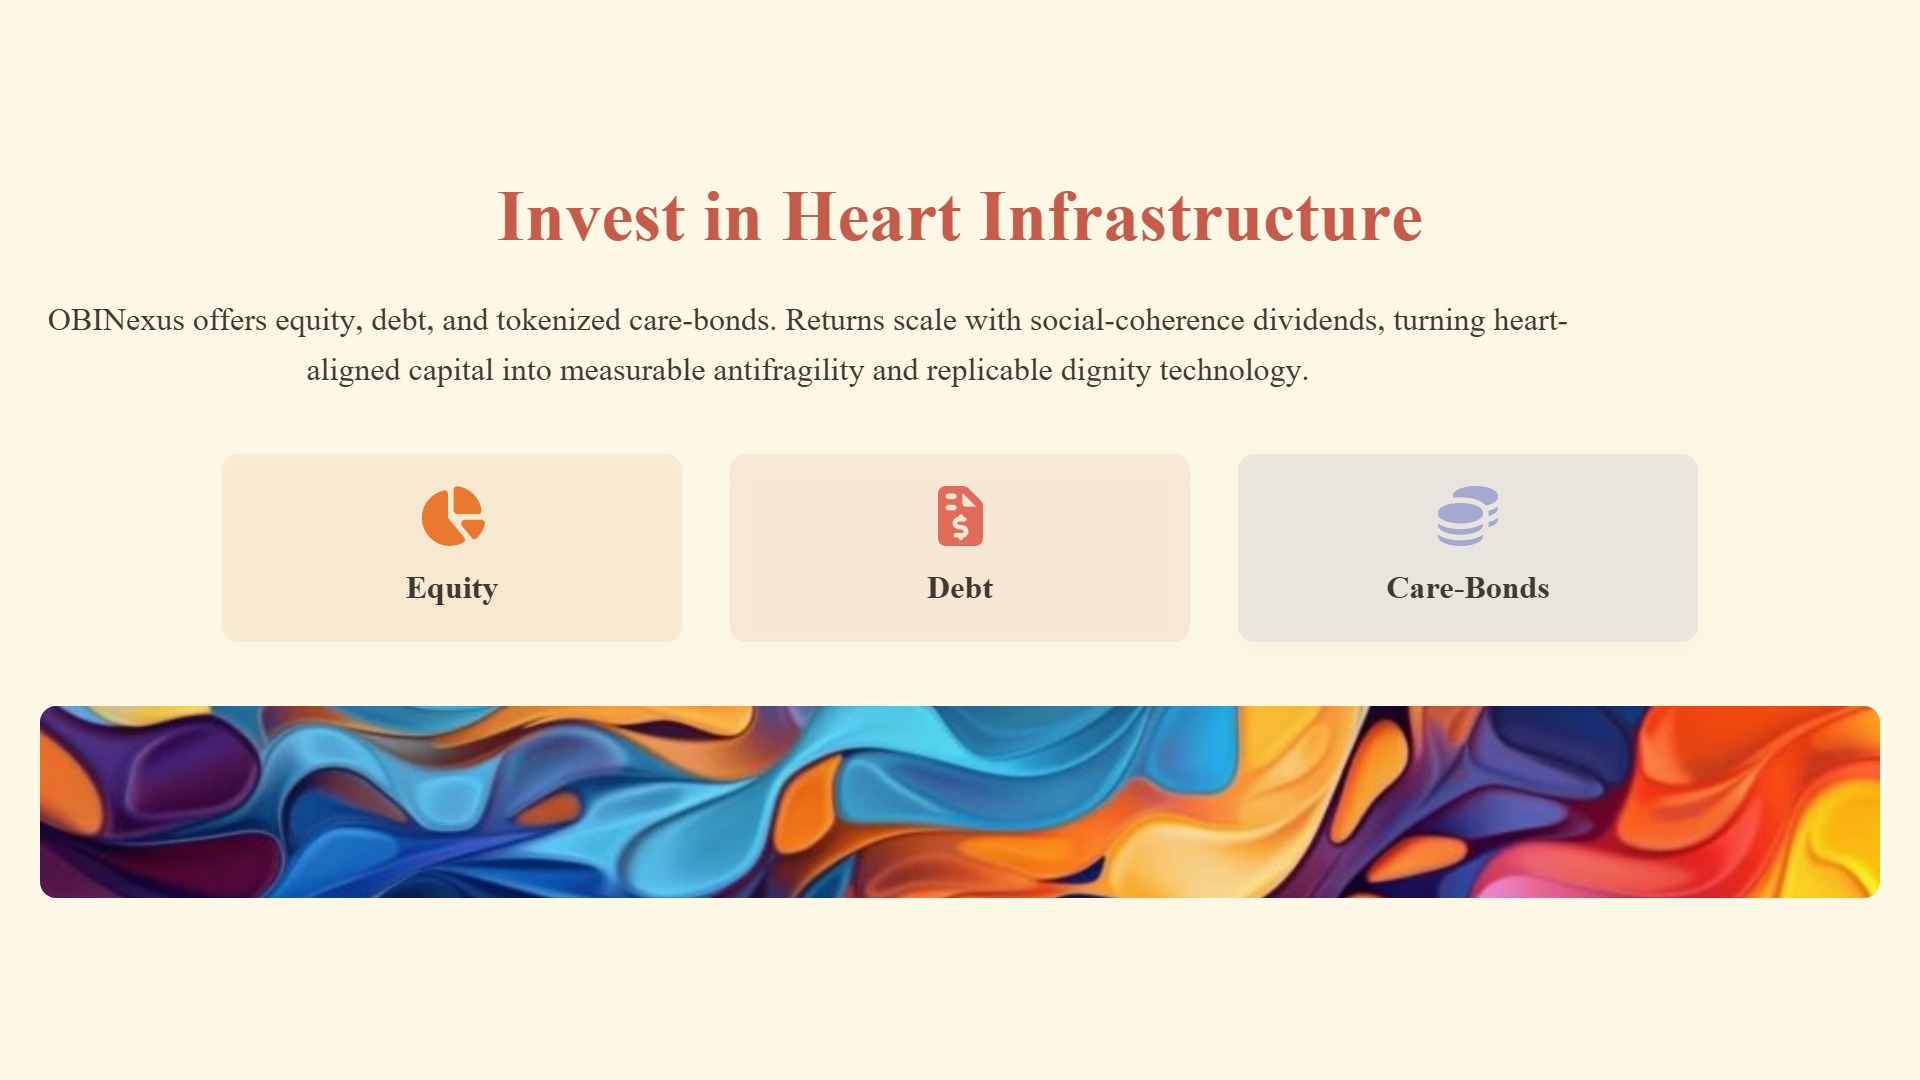 Invest in Heart Infrastructure
OBINexus offers equity, debt, and tokenized care-bonds. Returns scale with social-coherence dividends, turning heart-
aligned capital into measurable antifragility and replicable dignity technology.
Equity
Debt
Care-Bonds